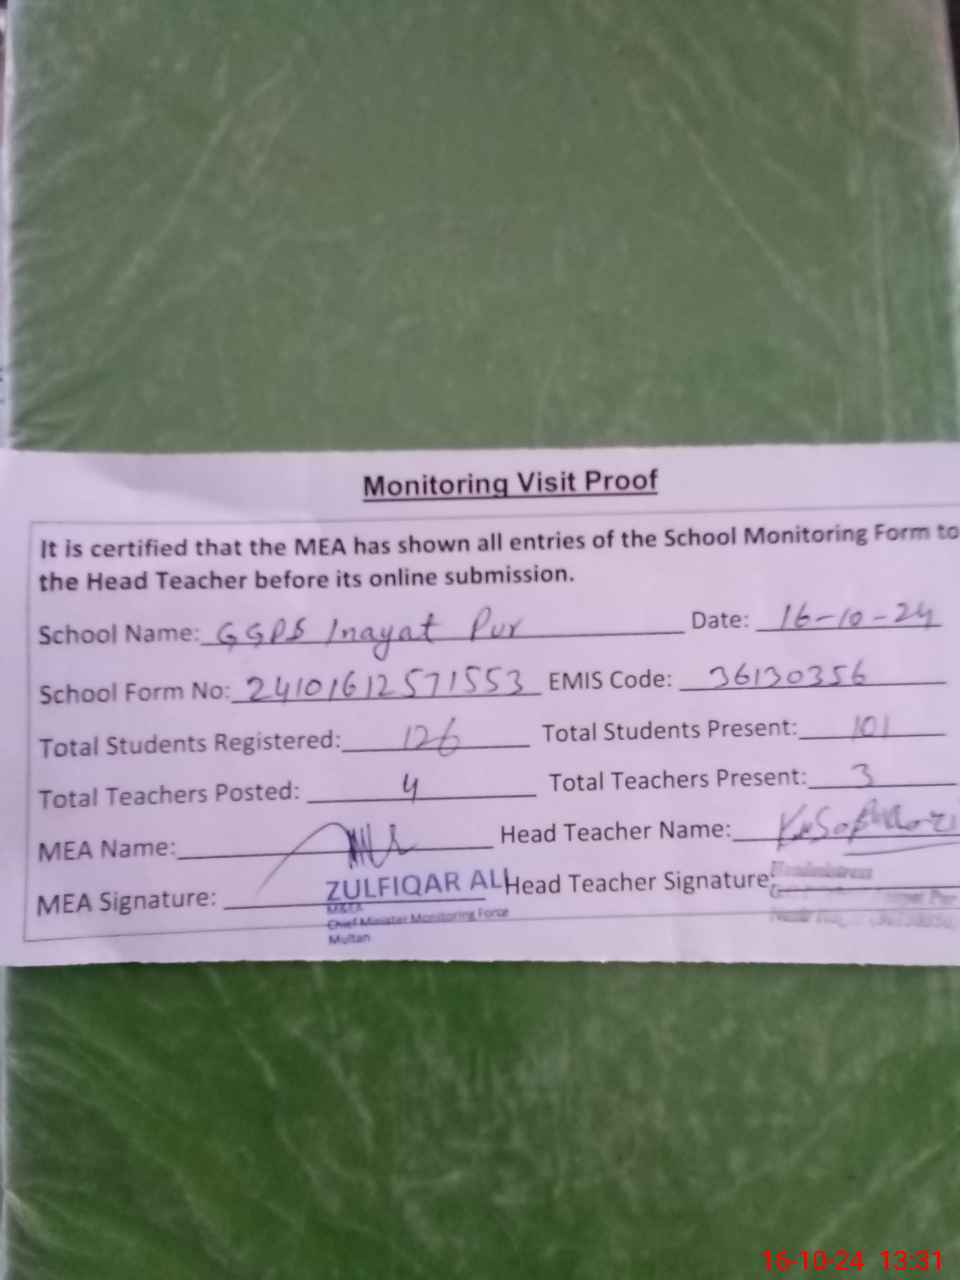 Monitoring Visit Proof
It is certified that the MEA has shown all entries of the School Monitoring Form to
the Head Teacher before its online submission.
School Name: GGPS Inayat Pur Date: 16-10-24
School Form No: 24101612571553 EMIS Code: 36130356
Total Students Registered: 126 Total Students Present: 101
Total Teachers Posted: 4 Total Teachers Present: 3
MEA Name: Head Teacher Name:
MEA Signature: ZULFIQAR ALI Head Teacher Signature:
M&EA
Chief Minister Monitoring Force
Multan
Headmistress
16-10-24 13:31